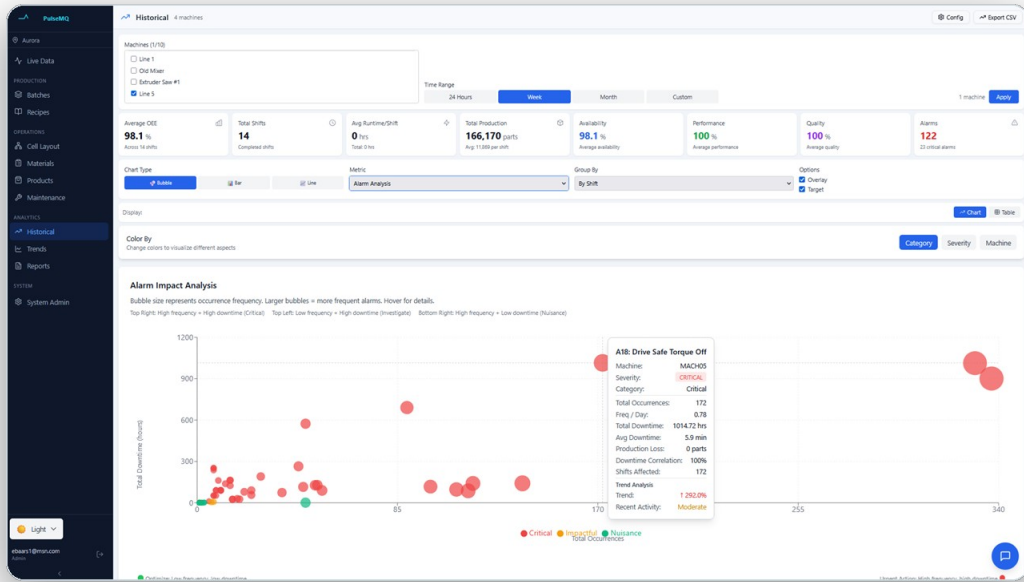 PulseMQ
Historical 4 machines
Config
Export CSV
Aurora
Live Data
PRODUCTION
Batches
Recipes
OPERATIONS
Cell Layout
Materials
Products
Maintenance
ANALYTICS
Historical
Trends
Reports
SYSTEM
System Admin
Light
ebaars1@msn.com
Admin
Machines (1/10)
Line 1
Old Mixer
Extruder Saw #1
Line 5
Time Range
24 Hours Week Month Custom
1 machine Apply
Average OEE
98.1 %
Across 14 shifts
Total Shifts
14
Completed shifts
Avg Runtime/Shift
0 hrs
Total: 0 hrs
Total Production
166,170 parts
Avg: 11,869 per shift
Availability
98.1 %
Average availability
Performance
100 %
Average performance
Quality
100 %
Average quality
Alarms
122
23 critical alarms
Chart Type
Bubble Bar Line
Metric
Alarm Analysis
Group By
By Shift
Options
Overlay
Target
Display:
Chart Table
Color By
Change colors to visualize different aspects
Category Severity Machine
Alarm Impact Analysis
Bubble size represents occurrence frequency. Larger bubbles = more frequent alarms. Hover for details.
Top Right: High frequency + High downtime (Critical) Top Left: Low frequency + High downtime (Investigate) Bottom Right: High frequency + Low downtime (Nuisance)
Total Downtime (hours)
1200
900
600
300
0
0 85 170 255 340
A18: Drive Safe Torque Off
Machine: MACH05
Severity: CRITICAL
Category: Critical
Total Occurrences: 172
Freq / Day: 0.78
Total Downtime: 1014.72 hrs
Avg Downtime: 5.9 min
Production Loss: 0 parts
Downtime Correlation: 100%
Shifts Affected: 172
Trend Analysis
Trend: ↑ 292.0%
Recent Activity: Moderate
Critical Impactful Nuisance
Total Occurrences